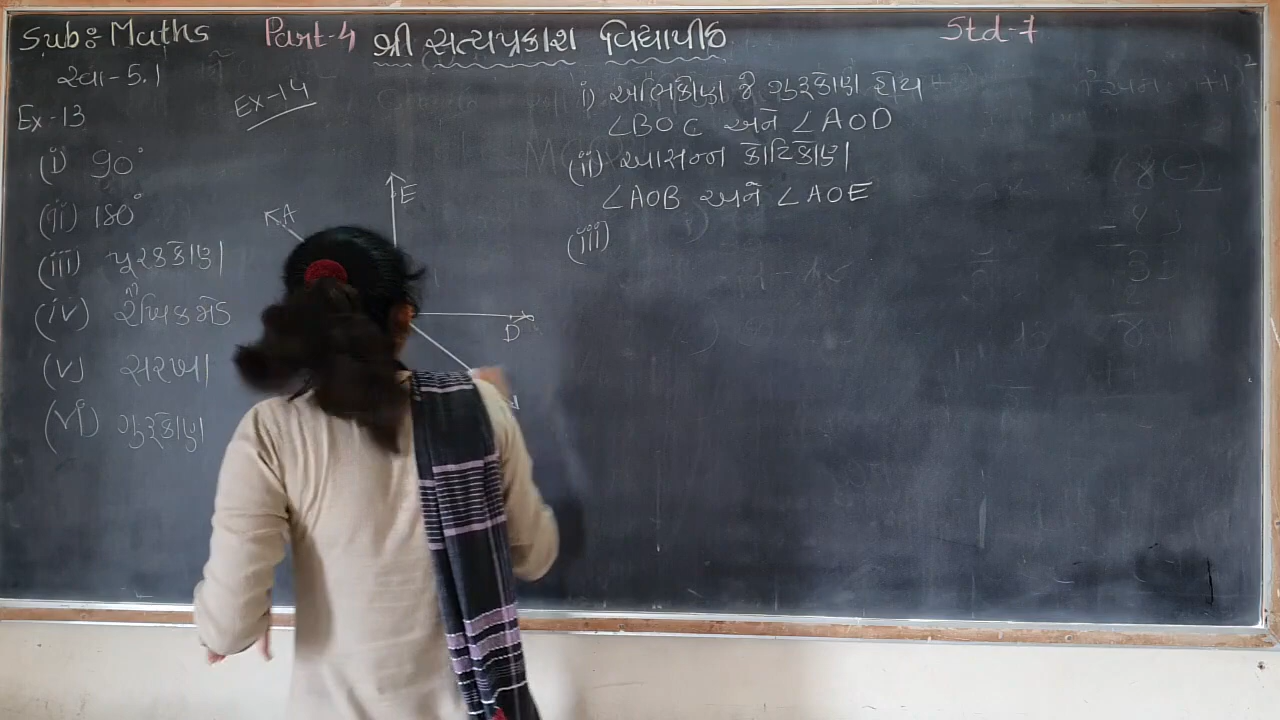 Sub: Maths Part-4 શ્રી સત્યપ્રકાશ વિદ્યાપીઠ Std-7
સ્વા-5.1
Ex-13
(i) 90°
(ii) 180°
(iii) પૂરકકોણ
(iv) રૈખિક
(v) સરખા
(vi) ગુરૂકોણ
Ex-14
A
E
D
i) અભિકોણ જે ગુરૂકોણ હોય
∠BOC અને ∠AOD
(ii) આસન્ન કોટિકોણ
∠AOB અને ∠AOE
(iii)